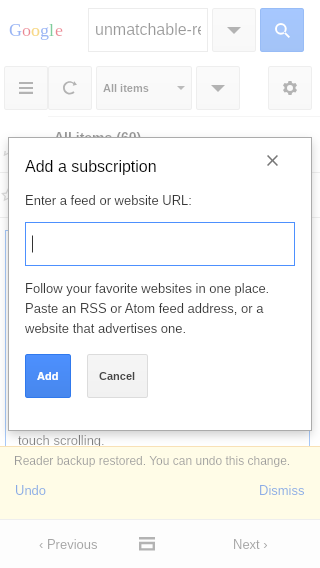 Google
unmatchable-re
All items
All items (60)
Add a subscription
Enter a feed or website URL:
Follow your favorite websites in one place.
Paste an RSS or Atom feed address, or a
website that advertises one.
Add
Cancel
touch scrolling.
Reader backup restored. You can undo this change.
Undo
Dismiss
‹ Previous
Next ›